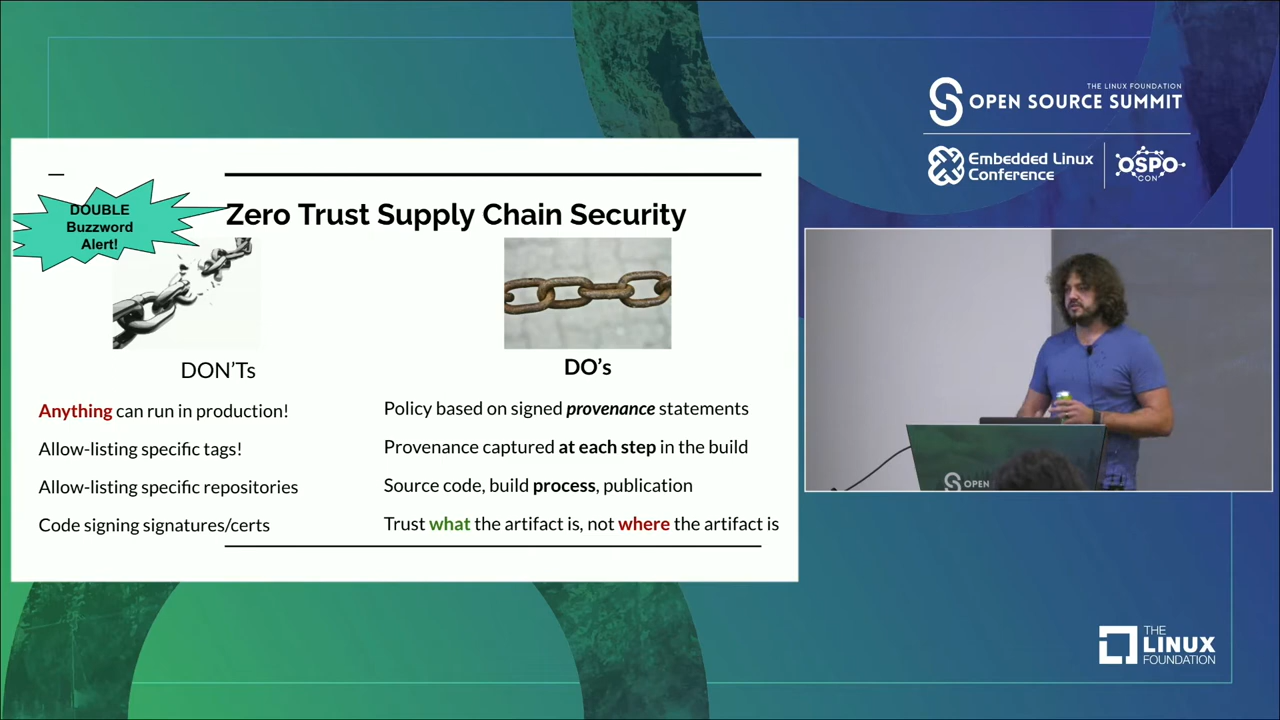 THE LINUX FOUNDATION
OPEN SOURCE SUMMIT
Embedded Linux
Conference
OSPO
CON
DOUBLE
Buzzword
Alert!
Zero Trust Supply Chain Security
DON'Ts
Anything can run in production!
Allow-listing specific tags!
Allow-listing specific repositories
Code signing signatures/certs
DO's
Policy based on signed provenance statements
Provenance captured at each step in the build
Source code, build process, publication
Trust what the artifact is, not where the artifact is
OPEN
THE
LINUX
FOUNDATION